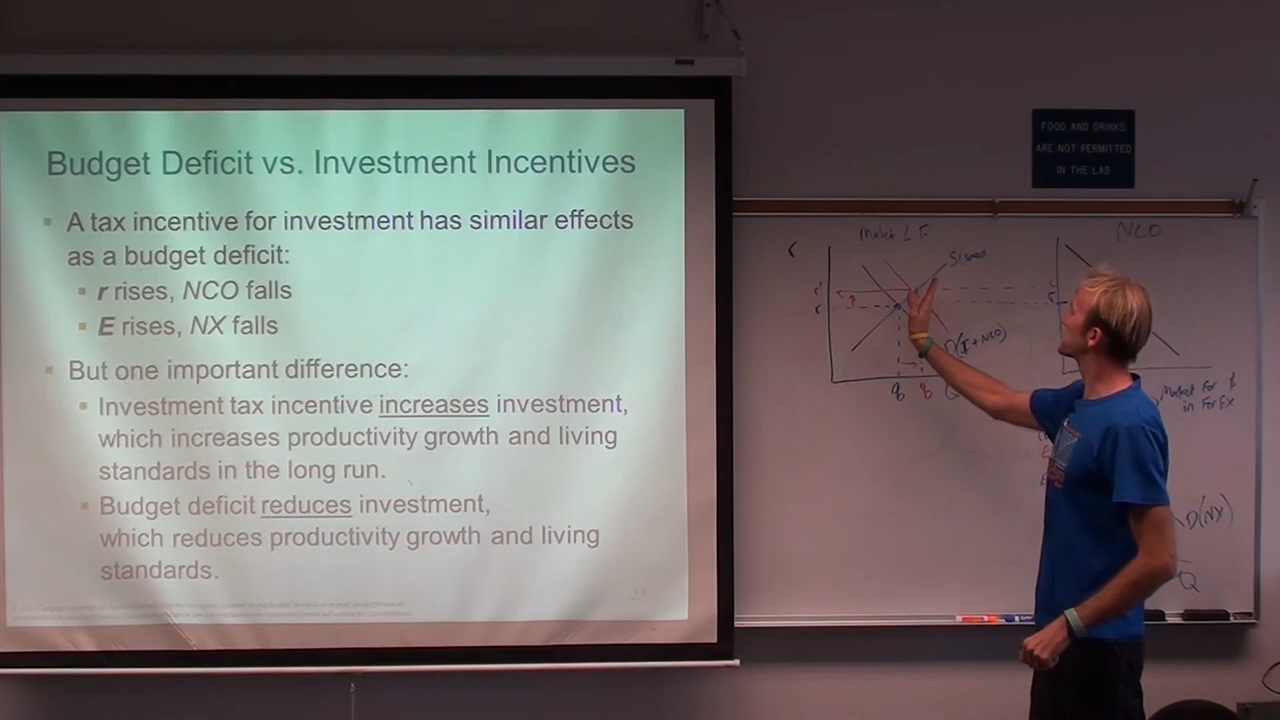 Budget Deficit vs. Investment Incentives
A tax incentive for investment has similar effects
as a budget deficit:
r rises, NCO falls
E rises, NX falls
But one important difference:
Investment tax incentive increases investment,
which increases productivity growth and living
standards in the long run.
Budget deficit reduces investment,
which reduces productivity growth and living
standards.
23
FOOD AND DRINKS
ARE NOT PERMITTED
IN THE LAB
Market LF
NCO
D(I+NCO)
Market for $
in ForEx
D(NX)
Q